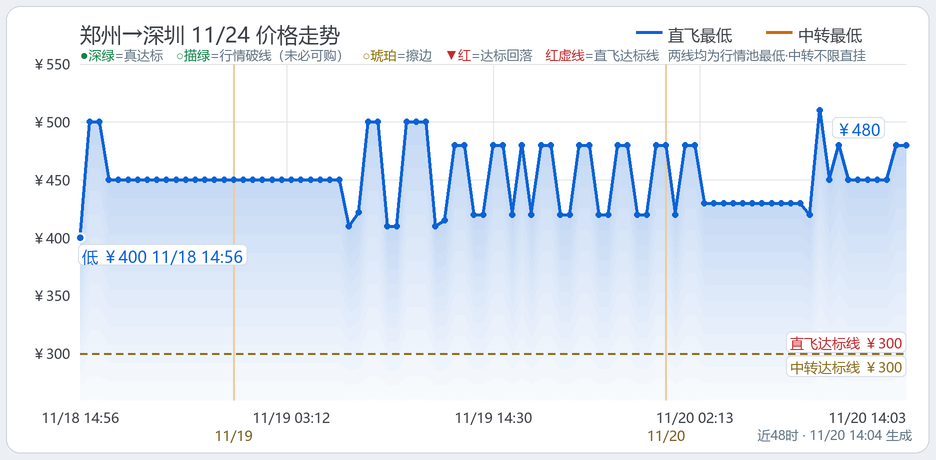 郑州→深圳 11/24 价格走势
直飞最低 中转最低
●深绿=真达标 ○描绿=行情破线（未必可购） ○琥珀=擦边 ▼红=达标回落 红虚线=直飞达标线 两线均为行情池最低·中转不限直挂
¥550
¥500
¥480
¥450
¥400
低 ¥400 11/18 14:56
¥350
直飞达标线 ¥300
¥300
中转达标线 ¥300
11/18 14:56 11/19 03:12 11/19 14:30 11/20 02:13 11/20 14:03
11/19 11/20 近48时 · 11/20 14:04 生成